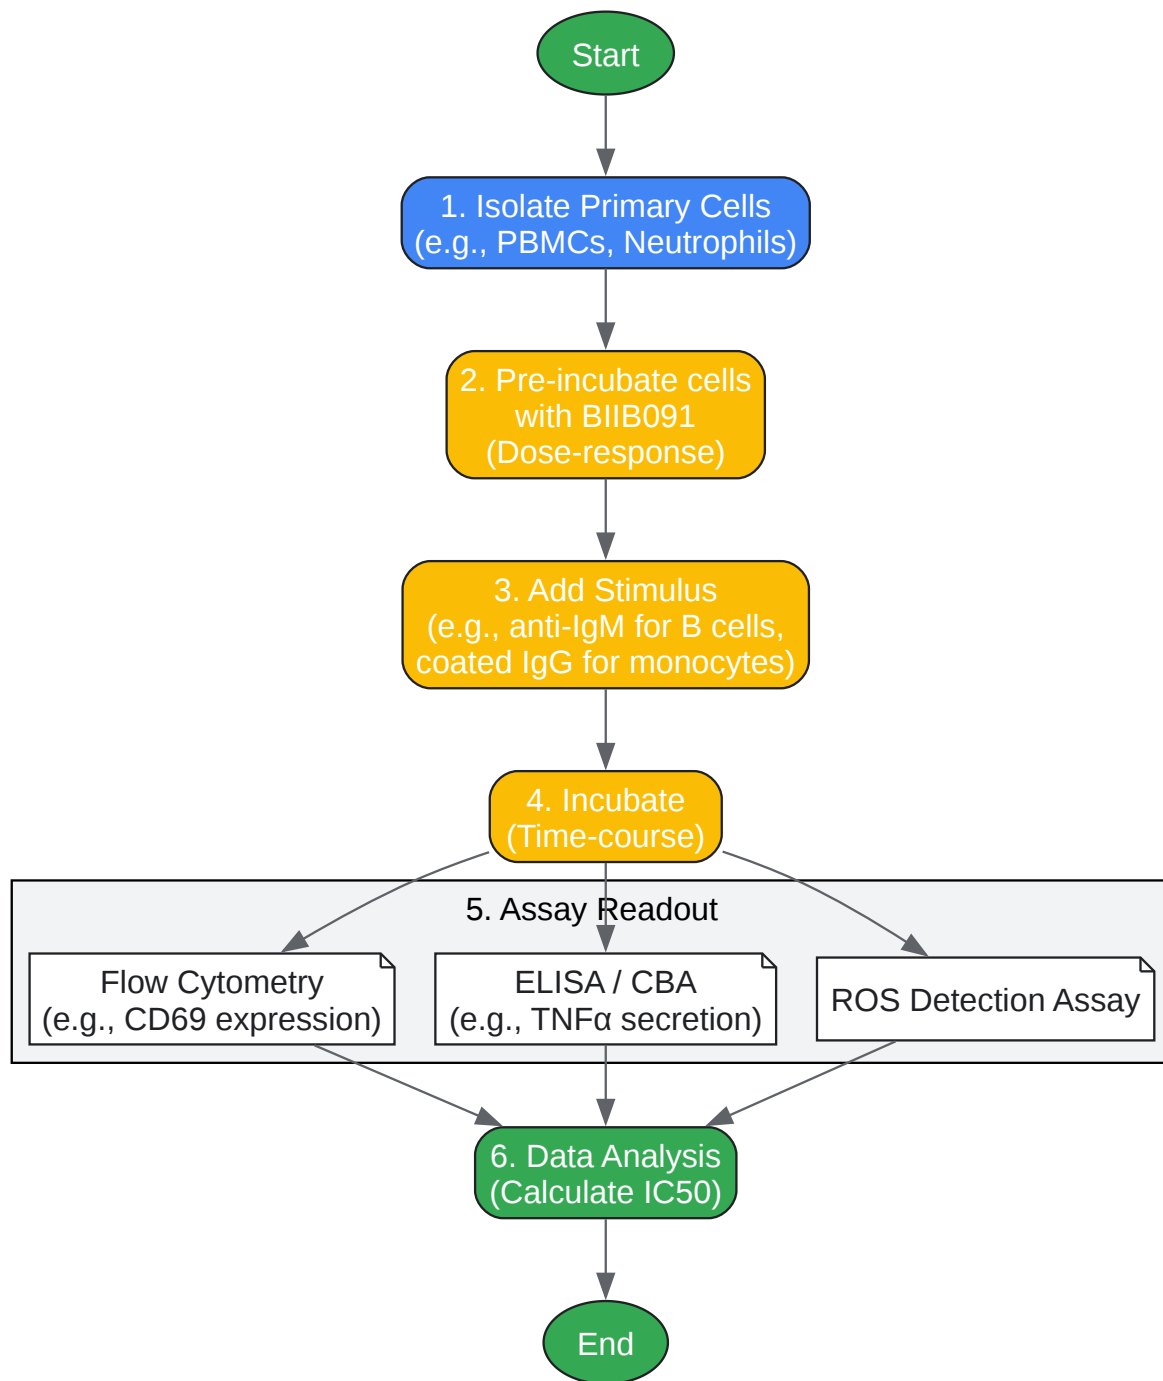 Start
1. Isolate Primary Cells
(e.g., PBMCs, Neutrophils)
2. Pre-incubate cells
with BIIB091
(Dose-response)
3. Add Stimulus
(e.g., anti-IgM for B cells,
coated IgG for monocytes)
4. Incubate
(Time-course)
5. Assay Readout
Flow Cytometry
(e.g., CD69 expression)
ELISA / CBA
(e.g., TNFα secretion)
ROS Detection Assay
6. Data Analysis
(Calculate IC50)
End